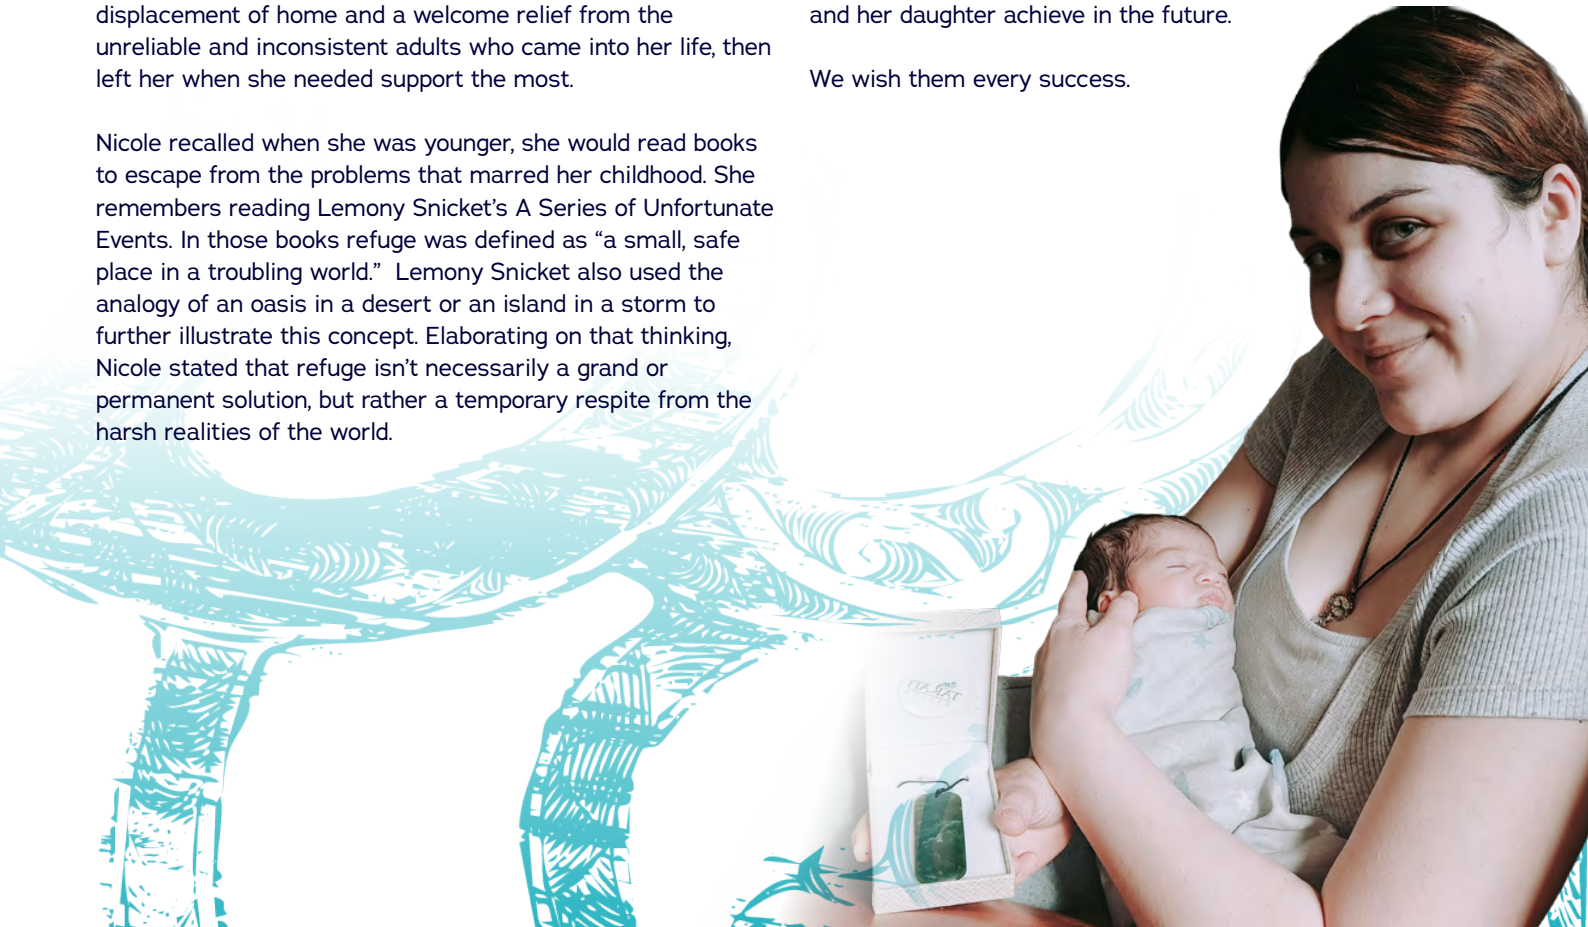 displacement of home and a welcome relief from the
unreliable and inconsistent adults who came into her life, then
left her when she needed support the most.
Nicole recalled when she was younger, she would read books
to escape from the problems that marred her childhood. She
remembers reading Lemony Snicket’s A Series of Unfortunate
Events. In those books refuge was defined as “a small, safe
place in a troubling world.”  Lemony Snicket also used the
analogy of an oasis in a desert or an island in a storm to
further illustrate this concept. Elaborating on that thinking,
Nicole stated that refuge isn’t necessarily a grand or
permanent solution, but rather a temporary respite from the
harsh realities of the world.
and her daughter achieve in the future.
We wish them every success.